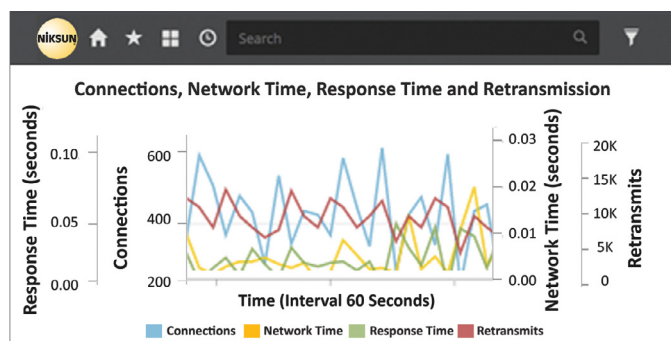 NIKSUN
Search
Connections, Network Time, Response Time and Retransmission
Response Time (seconds)
0.10
0.05
0.00
Connections
600
400
200
0.03
0.02
0.01
0.00
Network Time (seconds)
20K
15K
10K
5K
0
Retransmits
Time (Interval 60 Seconds)
Connections Network Time Response Time Retransmits